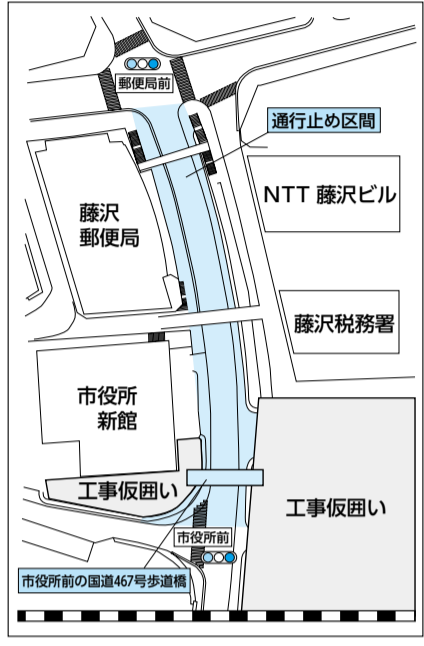 郵便局前
通行止め区間
藤沢
郵便局
NTT 藤沢ビル
藤沢税務署
市役所
新館
工事仮囲い
工事仮囲い
市役所前
市役所前の国道467号歩道橋